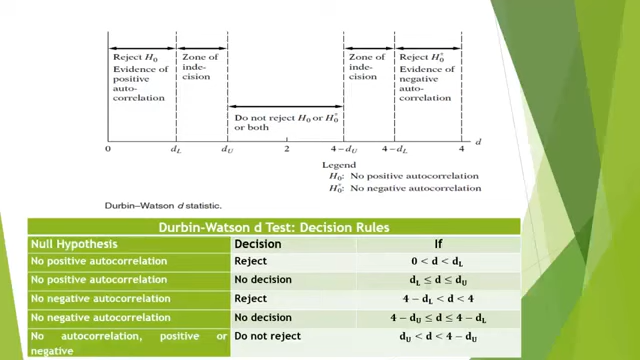 Reject H₀
Evidence of
positive
auto-
correlation
Zone of
inde-
cision
Do not reject H₀ or H₀*
or both
Zone of
inde-
cision
Reject H₀*
Evidence of
negative
auto-
correlation
0 dL dU 2 4 – dU 4 – dL 4 d
Legend
H₀: No positive autocorrelation
H₀*: No negative autocorrelation
Durbin–Watson d statistic.
Durbin-Watson d Test: Decision Rules
Null Hypothesis Decision If
No positive autocorrelation Reject 0 < d < dL
No positive autocorrelation No decision dL ≤ d ≤ dU
No negative autocorrelation Reject 4 − dL < d < 4
No negative autocorrelation No decision 4 − dU ≤ d ≤ 4 − dL
No autocorrelation, positive or Do not reject dU < d < 4 − dU
negative